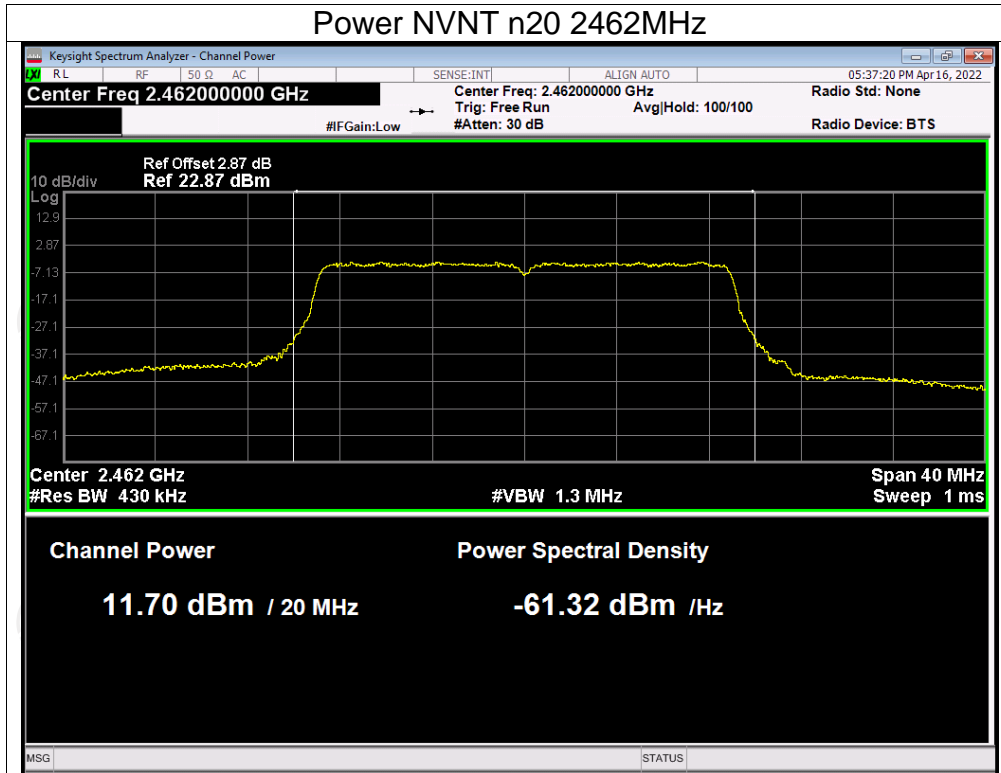 Power NVNT n20 2462MHz
Keysight Spectrum Analyzer - Channel Power
LXI RL RF 50 Ω AC SENSE:INT ALIGN AUTO 05:37:20 PM Apr 16, 2022
Center Freq 2.462000000 GHz Center Freq: 2.462000000 GHz Radio Std: None
Trig: Free Run Avg|Hold: 100/100
#IFGain:Low #Atten: 30 dB Radio Device: BTS
Ref Offset 2.87 dB
10 dB/div Ref 22.87 dBm
Log
12.9
2.87
-7.13
-17.1
-27.1
-37.1
-47.1
-57.1
-67.1
Center 2.462 GHz Span 40 MHz
#Res BW 430 kHz #VBW 1.3 MHz Sweep 1 ms
Channel Power Power Spectral Density
11.70 dBm / 20 MHz -61.32 dBm /Hz
MSG STATUS